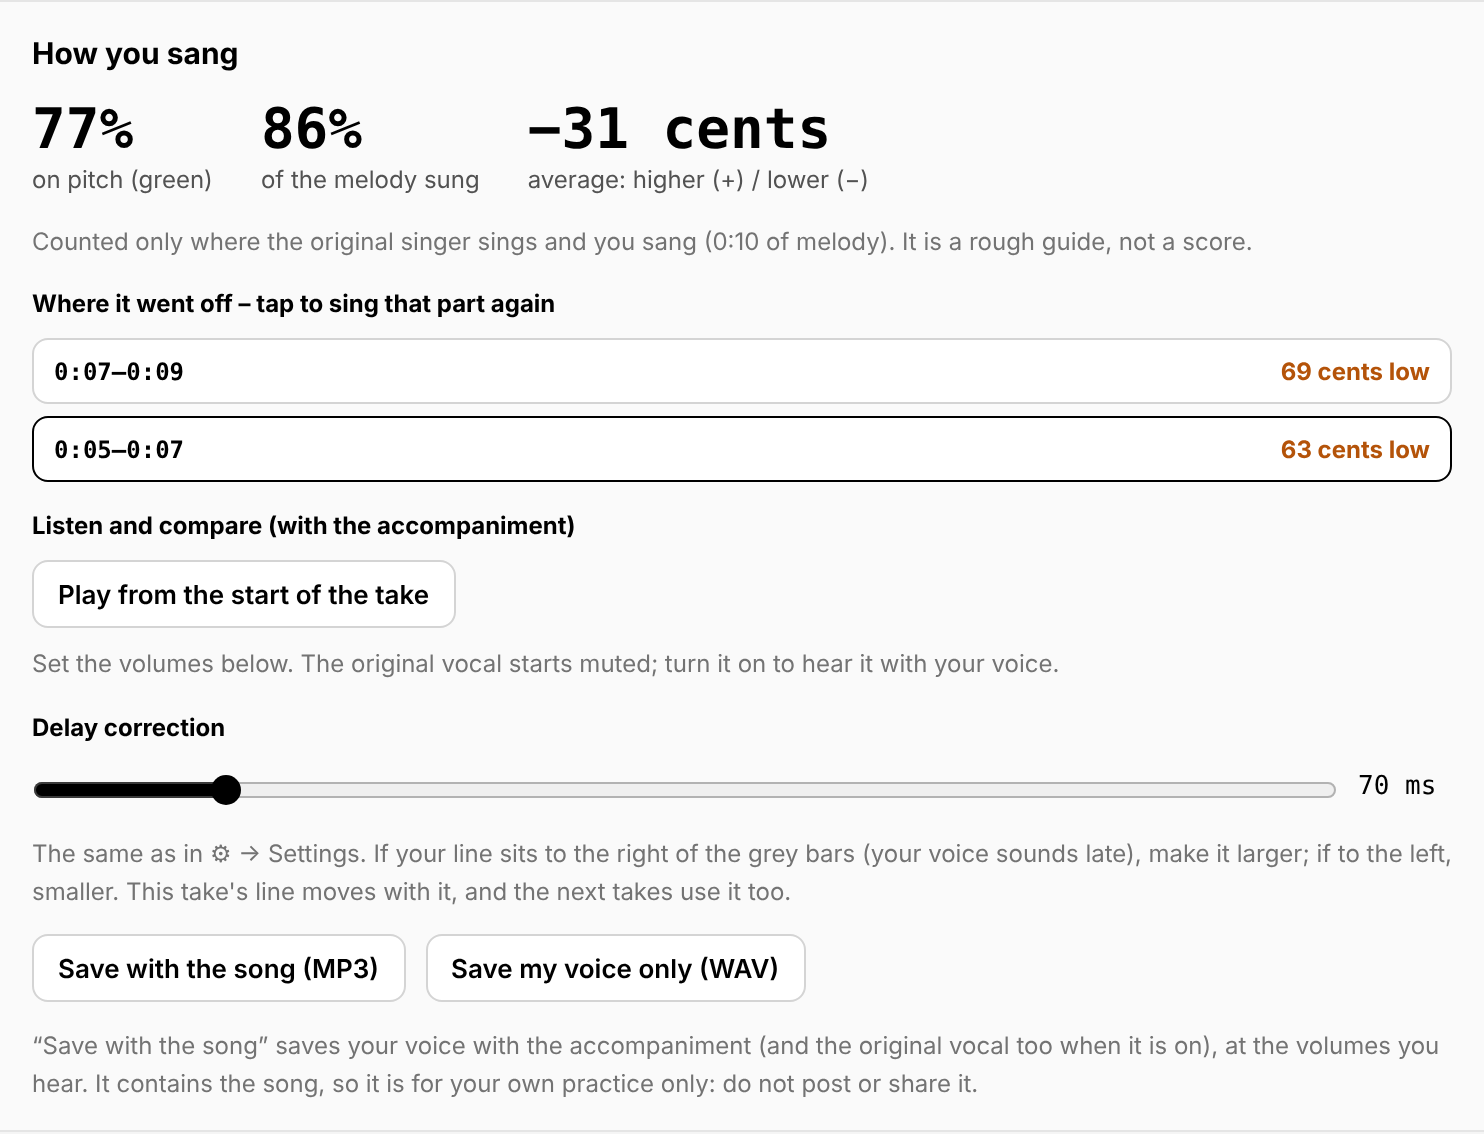 How you sang
77% 86% −31 cents
on pitch (green) of the melody sung average: higher (+) / lower (−)
Counted only where the original singer sings and you sang (0:10 of melody). It is a rough guide, not a score.
Where it went off – tap to sing that part again
0:07–0:09 69 cents low
0:05–0:07 63 cents low
Listen and compare (with the accompaniment)
Play from the start of the take
Set the volumes below. The original vocal starts muted; turn it on to hear it with your voice.
Delay correction
70 ms
The same as in ⚙ → Settings. If your line sits to the right of the grey bars (your voice sounds late), make it larger; if to the left,
smaller. This take's line moves with it, and the next takes use it too.
Save with the song (MP3) Save my voice only (WAV)
“Save with the song” saves your voice with the accompaniment (and the original vocal too when it is on), at the volumes you
hear. It contains the song, so it is for your own practice only: do not post or share it.